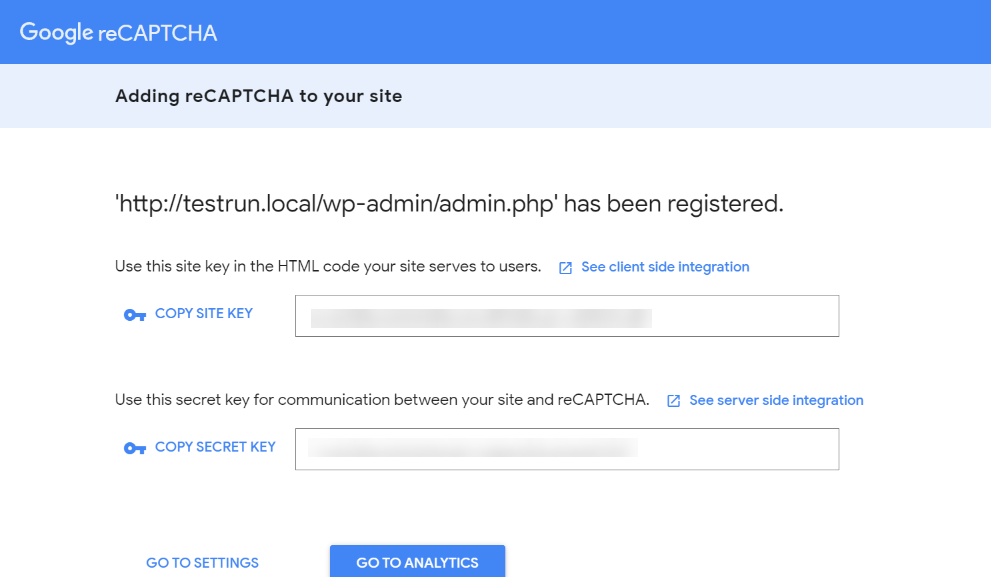 Google reCAPTCHA
Adding reCAPTCHA to your site
'http://testrun.local/wp-admin/admin.php' has been registered.
Use this site key in the HTML code your site serves to users. See client side integration
COPY SITE KEY
Use this secret key for communication between your site and reCAPTCHA. See server side integration
COPY SECRET KEY
GO TO SETTINGS GO TO ANALYTICS